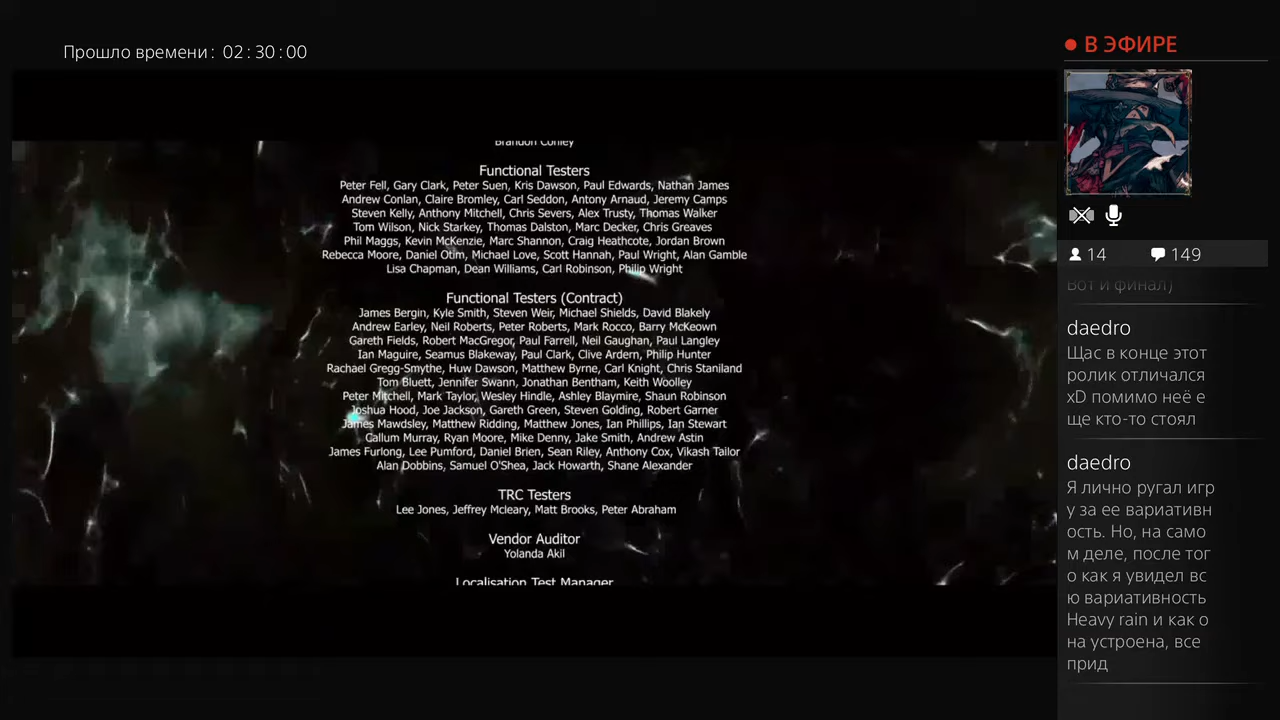 Прошло времени: 02:30:00
Brandon Conley
Functional Testers
Peter Fell, Gary Clark, Peter Suen, Kris Dawson, Paul Edwards, Nathan James
Andrew Conlan, Claire Bromley, Carl Seddon, Antony Arnaud, Jeremy Camps
Steven Kelly, Anthony Mitchell, Chris Severs, Alex Trusty, Thomas Walker
Tom Wilson, Nick Starkey, Thomas Dalston, Marc Decker, Chris Greaves
Phil Maggs, Kevin McKenzie, Marc Shannon, Craig Heathcote, Jordan Brown
Rebecca Moore, Daniel Otim, Michael Love, Scott Hannah, Paul Wright, Alan Gamble
Lisa Chapman, Dean Williams, Carl Robinson, Philip Wright
Functional Testers (Contract)
James Bergin, Kyle Smith, Steven Weir, Michael Shields, David Blakely
Andrew Earley, Neil Roberts, Peter Roberts, Mark Rocco, Barry McKeown
Gareth Fields, Robert MacGregor, Paul Farrell, Neil Gaughan, Paul Langley
Ian Maguire, Seamus Blakeway, Paul Clark, Clive Ardern, Philip Hunter
Rachael Gregg-Smythe, Huw Dawson, Matthew Byrne, Carl Knight, Chris Staniland
Tom Bluett, Jennifer Swann, Jonathan Bentham, Keith Woolley
Peter Mitchell, Mark Taylor, Wesley Hindle, Ashley Blaymire, Shaun Robinson
Joshua Hood, Joe Jackson, Gareth Green, Steven Golding, Robert Garner
James Mawdsley, Matthew Ridding, Matthew Jones, Ian Phillips, Ian Stewart
Callum Murray, Ryan Moore, Mike Denny, Jake Smith, Andrew Astin
James Furlong, Lee Pumford, Daniel Brien, Sean Riley, Anthony Cox, Vikash Tailor
Alan Dobbins, Samuel O'Shea, Jack Howarth, Shane Alexander
TRC Testers
Lee Jones, Jeffrey Mcleary, Matt Brooks, Peter Abraham
Vendor Auditor
Yolanda Akil
Localisation Test Manager
В ЭФИРЕ
14 149
Вот и финал)
daedro
Щас в конце этот
ролик отличался
xD помимо неё е
ще кто-то стоял
daedro
Я лично ругал игр
у за ее вариативн
ость. Но, на само
м деле, после тог
о как я увидел вс
ю вариативность
Heavy rain и как о
на устроена, все
прид